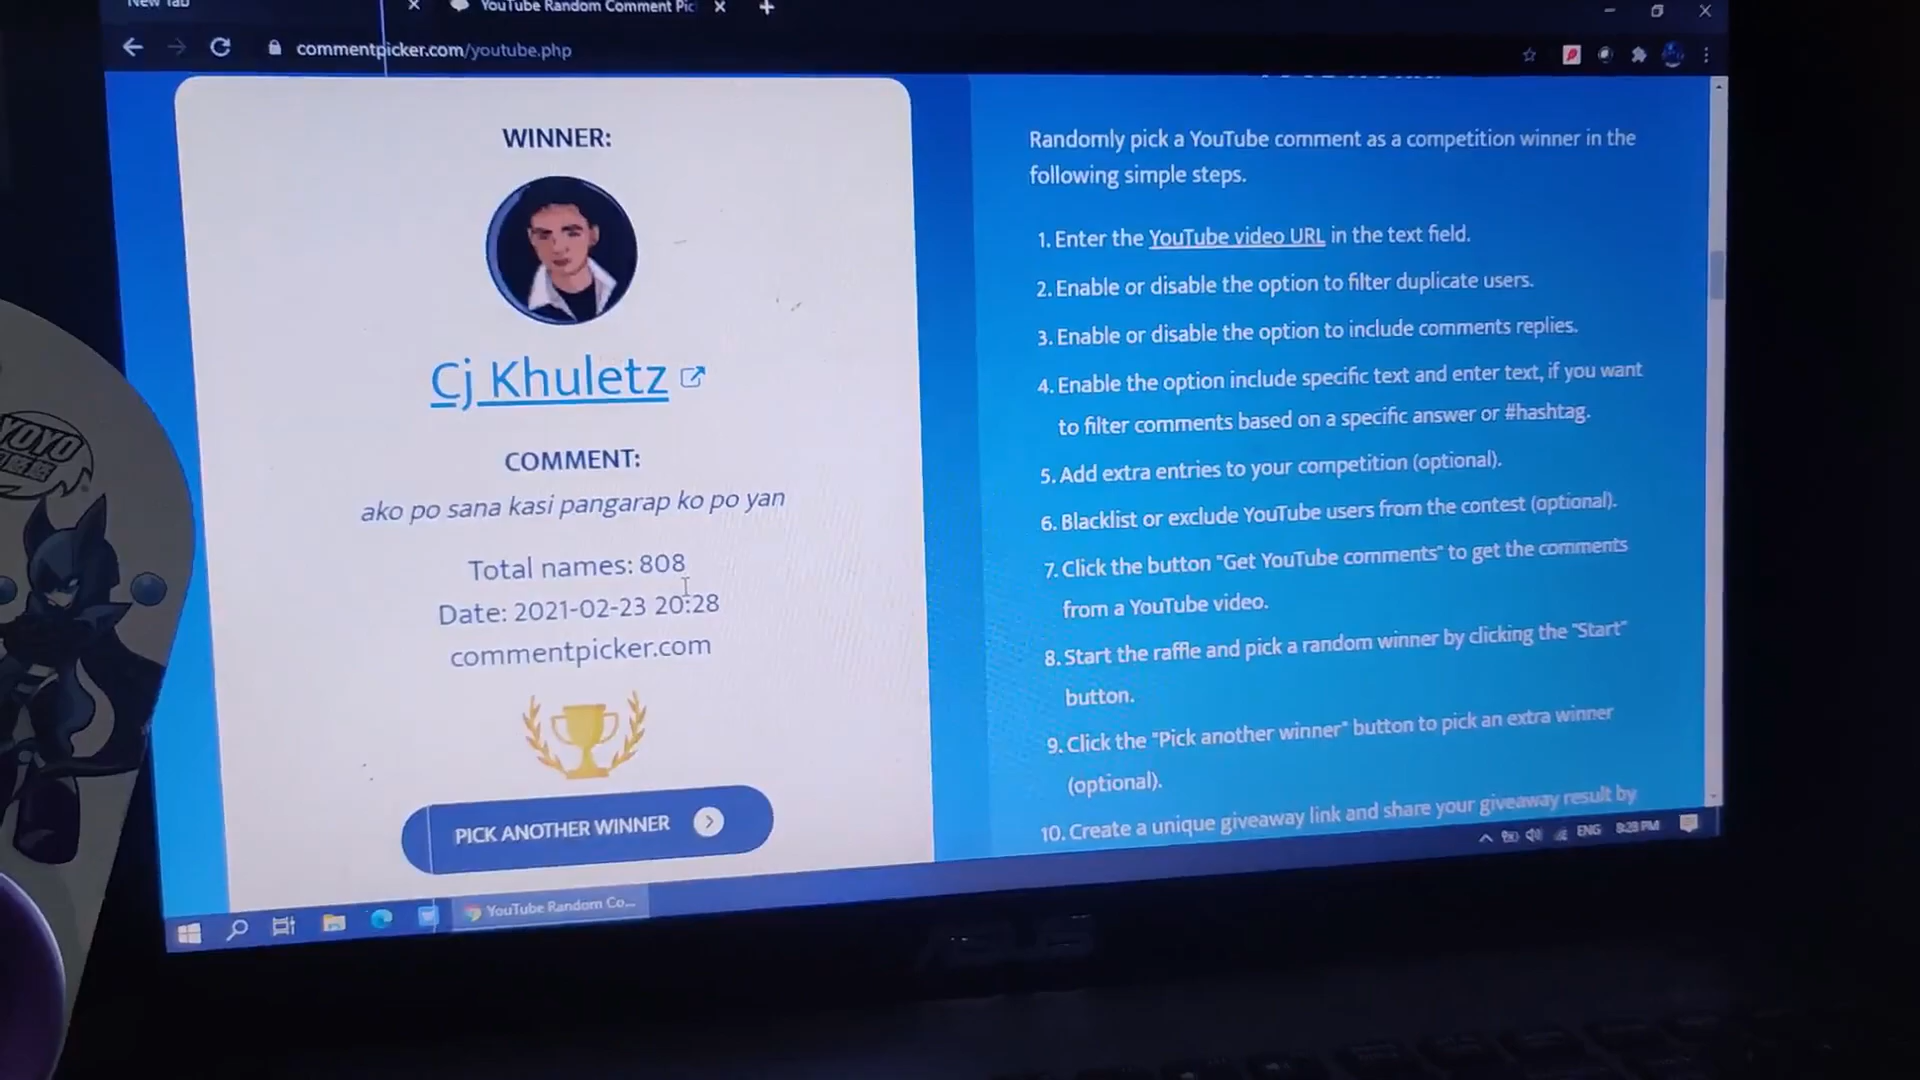 New Tab
YouTube Random Comment Pic
commentpicker.com/youtube.php
WINNER:
Cj Khuletz
COMMENT:
ako po sana kasi pangarap ko po yan
Total names: 808
Date: 2021-02-23 20:28
commentpicker.com
PICK ANOTHER WINNER
Randomly pick a YouTube comment as a competition winner in the
following simple steps.
1. Enter the YouTube video URL in the text field.
2. Enable or disable the option to filter duplicate users.
3. Enable or disable the option to include comments replies.
4. Enable the option include specific text and enter text, if you want
to filter comments based on a specific answer or #hashtag.
5. Add extra entries to your competition (optional).
6. Blacklist or exclude YouTube users from the contest (optional).
7. Click the button "Get YouTube comments" to get the comments
from a YouTube video.
8. Start the raffle and pick a random winner by clicking the "Start"
button.
9. Click the "Pick another winner" button to pick an extra winner
(optional).
10. Create a unique giveaway link and share your giveaway result by
YouTube Random Co...
ENG
8:28 PM
ASUS
YOYO